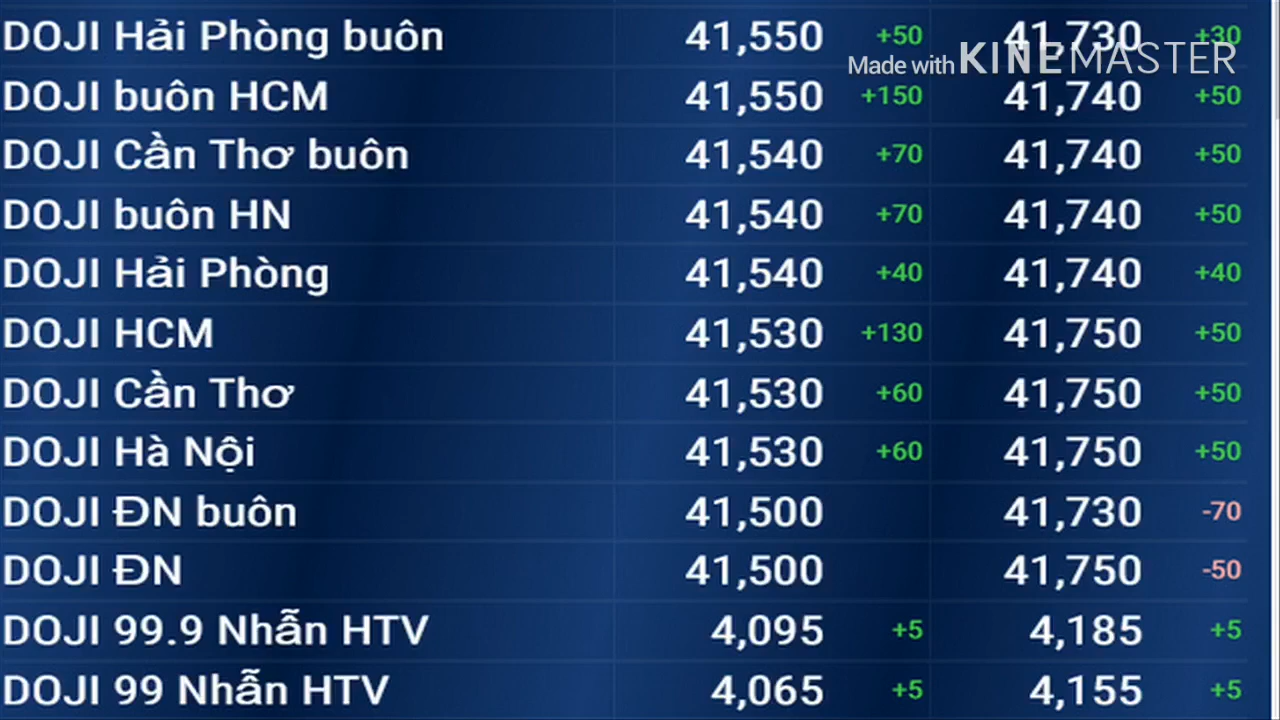 DOJI Hải Phòng buôn 41,550 +50 41,730 +30
Made with KINEMASTER
DOJI buôn HCM 41,550 +150 41,740 +50
DOJI Cần Thơ buôn 41,540 +70 41,740 +50
DOJI buôn HN 41,540 +70 41,740 +50
DOJI Hải Phòng 41,540 +40 41,740 +40
DOJI HCM 41,530 +130 41,750 +50
DOJI Cần Thơ 41,530 +60 41,750 +50
DOJI Hà Nội 41,530 +60 41,750 +50
DOJI ĐN buôn 41,500 41,730 -70
DOJI ĐN 41,500 41,750 -50
DOJI 99.9 Nhẫn HTV 4,095 +5 4,185 +5
DOJI 99 Nhẫn HTV 4,065 +5 4,155 +5